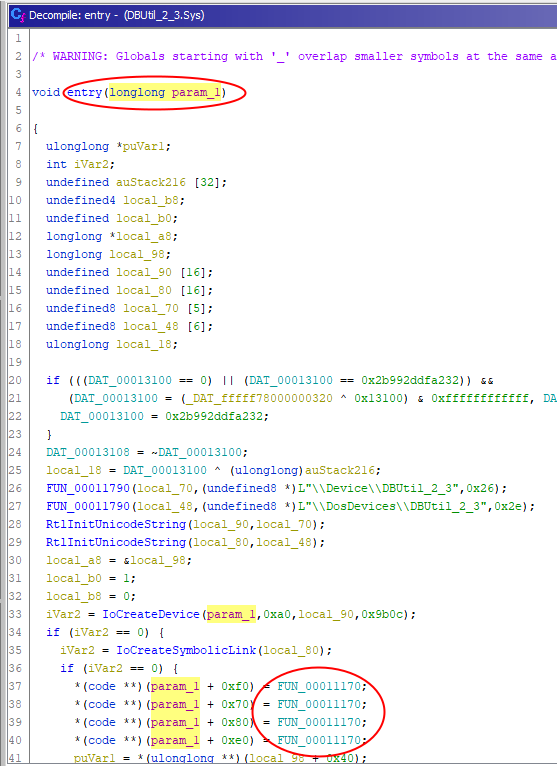 Decompile: entry - (DBUtil_2_3.Sys)
1
2 /* WARNING: Globals starting with '_' overlap smaller symbols at the same a
3
4 void entry(longlong param_1)
5
6 {
7 ulonglong *puVar1;
8 int iVar2;
9 undefined auStack216 [32];
10 undefined4 local_b8;
11 undefined local_b0;
12 longlong *local_a8;
13 longlong local_98;
14 undefined local_90 [16];
15 undefined local_80 [16];
16 undefined8 local_70 [5];
17 undefined8 local_48 [6];
18 ulonglong local_18;
19
20 if (((DAT_00013100 == 0) || (DAT_00013100 == 0x2b992ddfa232)) &&
21 (DAT_00013100 = (_DAT_fffff78000000320 ^ 0x13100) & 0xffffffffffff, DA
22 DAT_00013100 = 0x2b992ddfa232;
23 }
24 DAT_00013108 = ~DAT_00013100;
25 local_18 = DAT_00013100 ^ (ulonglong)auStack216;
26 FUN_00011790(local_70,(undefined8 *)L"\\Device\\DBUtil_2_3",0x26);
27 FUN_00011790(local_48,(undefined8 *)L"\\DosDevices\\DBUtil_2_3",0x2e);
28 RtlInitUnicodeString(local_90,local_70);
29 RtlInitUnicodeString(local_80,local_48);
30 local_a8 = &local_98;
31 local_b0 = 1;
32 local_b8 = 0;
33 iVar2 = IoCreateDevice(param_1,0xa0,local_90,0x9b0c);
34 if (iVar2 == 0) {
35 iVar2 = IoCreateSymbolicLink(local_80);
36 if (iVar2 == 0) {
37 *(code **)(param_1 + 0xf0) = FUN_00011170;
38 *(code **)(param_1 + 0x70) = FUN_00011170;
39 *(code **)(param_1 + 0x80) = FUN_00011170;
40 *(code **)(param_1 + 0xe0) = FUN_00011170;
41 puVar1 = *(ulonglong **)(local_98 + 0x40);